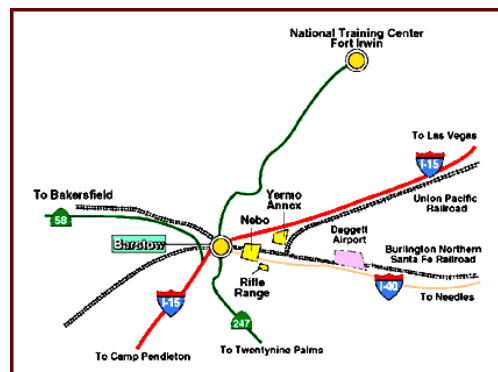 National Training Center
Fort Irwin
To Las Vegas
I-15
Union Pacific
Railroad
Yermo
Annex
To Bakersfield
58
Nebo
Daggett
Airport
Barstow
Burlington Northern
Santa Fe Railroad
Rifle
Range
I-40
I-15
To Needles
247
To Camp Pendleton
To Twentynine Palms